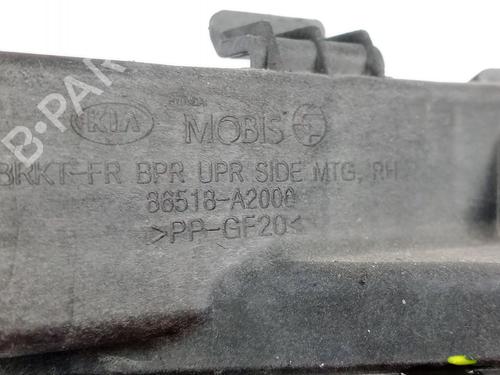 KIA MOBIS
BRKT-FR BPR UPR SIDE MTG, RH
86518-A2000
>PP-GF20<
B-PARTS